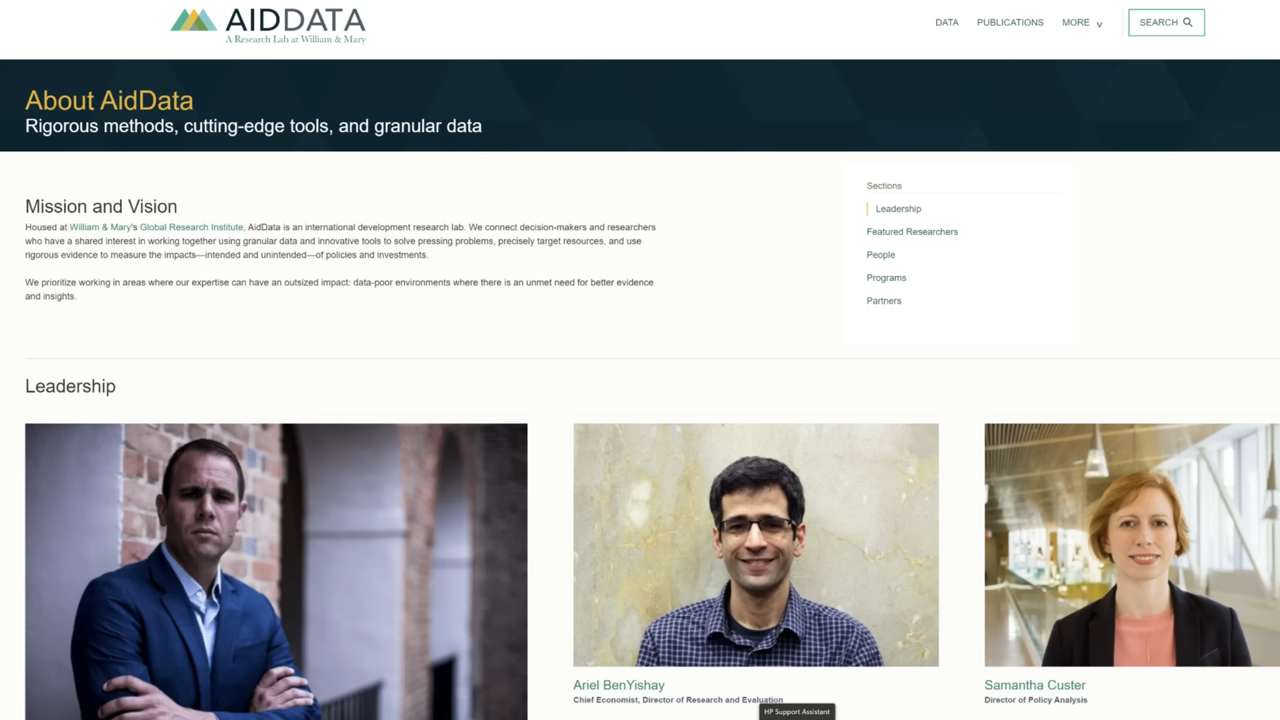 AIDDATA
A Research Lab at William & Mary
DATA
PUBLICATIONS
MORE
SEARCH
About AidData
Rigorous methods, cutting-edge tools, and granular data
Mission and Vision
Housed at William & Mary's Global Research Institute, AidData is an international development research lab. We connect decision-makers and researchers
who have a shared interest in working together using granular data and innovative tools to solve pressing problems, precisely target resources, and use
rigorous evidence to measure the impacts—intended and unintended—of policies and investments.
We prioritize working in areas where our expertise can have an outsized impact: data-poor environments where there is an unmet need for better evidence
and insights.
Sections
Leadership
Featured Researchers
People
Programs
Partners
Leadership
Ariel BenYishay
Chief Economist, Director of Research and Evaluation
Samantha Custer
Director of Policy Analysis
HP Support Assistant